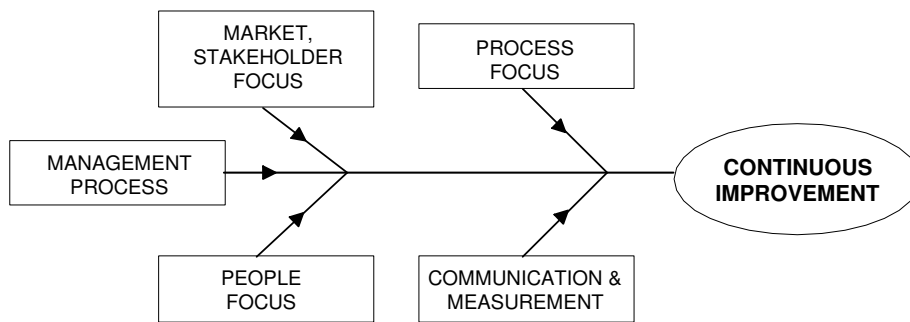 MARKET,
STAKEHOLDER
FOCUS
PROCESS
FOCUS
MANAGEMENT
PROCESS
CONTINUOUS
IMPROVEMENT
PEOPLE
FOCUS
COMMUNICATION &
MEASUREMENT